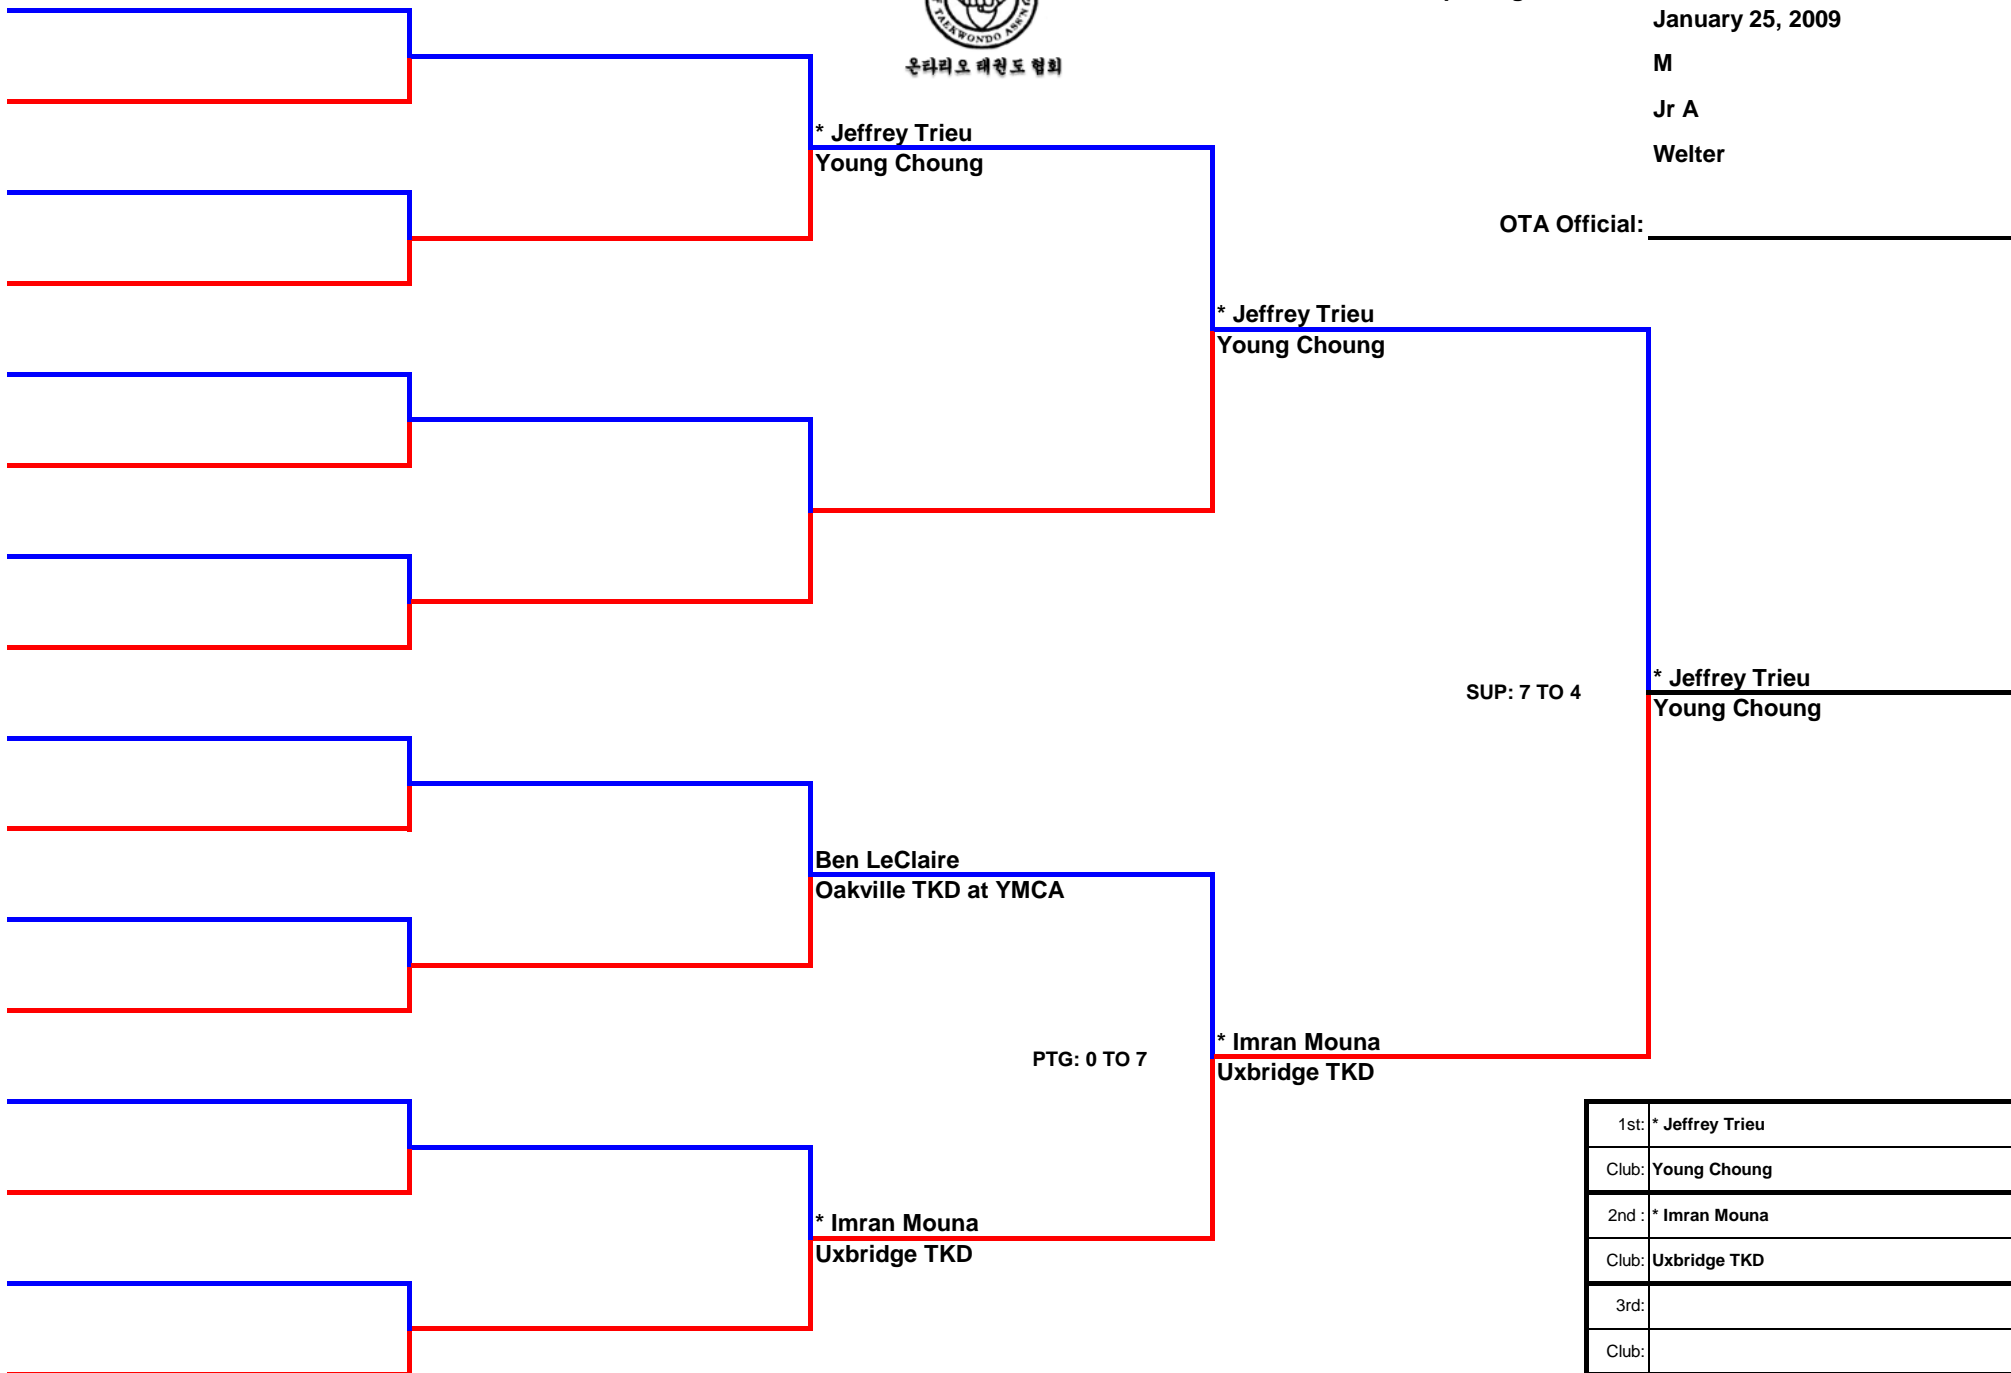 January 25, 2009
TAEKWONDO ASS'N
온타리오 태권도 협회
M
Jr A
Welter
* Jeffrey Trieu
Young Choung
OTA Official:
* Jeffrey Trieu
Young Choung
SUP: 7 TO 4
* Jeffrey Trieu
Young Choung
Ben LeClaire
Oakville TKD at YMCA
PTG: 0 TO 7
* Imran Mouna
Uxbridge TKD
* Imran Mouna
Uxbridge TKD
1st: * Jeffrey Trieu
Club: Young Choung
2nd : * Imran Mouna
Club: Uxbridge TKD
3rd:
Club: